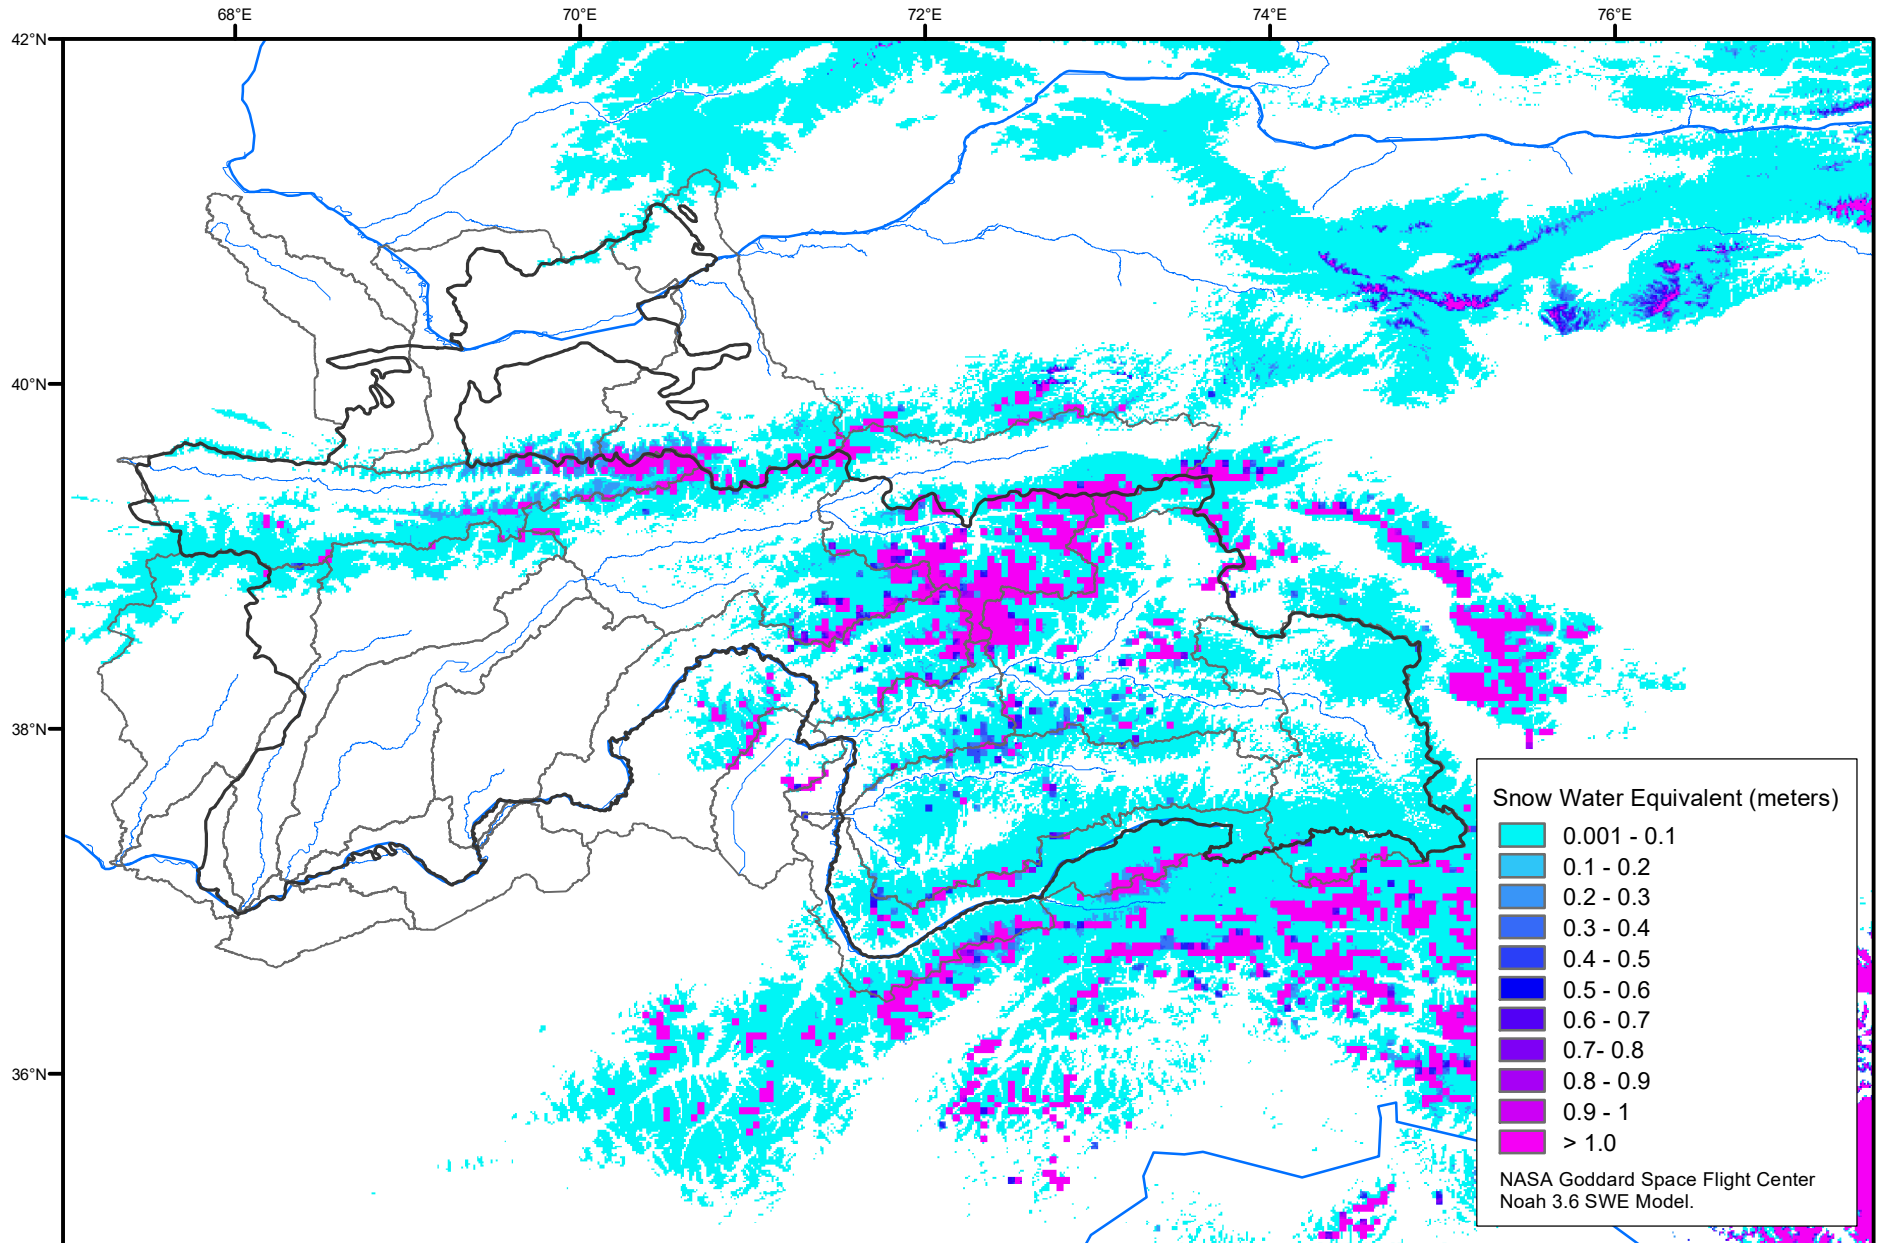 68°E
70°E
72°E
74°E
76°E
42°N
40°N
38°N
36°N
Snow Water Equivalent (meters)
0.001 - 0.1
0.1 - 0.2
0.2 - 0.3
0.3 - 0.4
0.4 - 0.5
0.5 - 0.6
0.6 - 0.7
0.7- 0.8
0.8 - 0.9
0.9 - 1
> 1.0
NASA Goddard Space Flight Center
Noah 3.6 SWE Model.